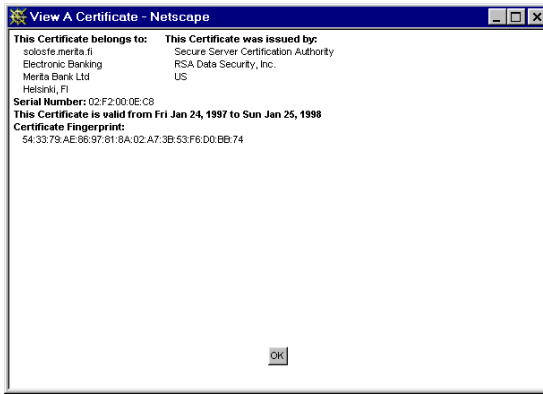 View A Certificate - Netscape
This Certificate belongs to: This Certificate was issued by:
solosfe.merita.fi Secure Server Certification Authority
Electronic Banking RSA Data Security, Inc.
Merita Bank Ltd US
Helsinki, FI
Serial Number: 02:F2:00:0E:C8
This Certificate is valid from Fri Jan 24, 1997 to Sun Jan 25, 1998
Certificate Fingerprint:
54:33:79:AE:86:97:81:8A:02:A7:3B:53:F6:D0:BB:74
OK